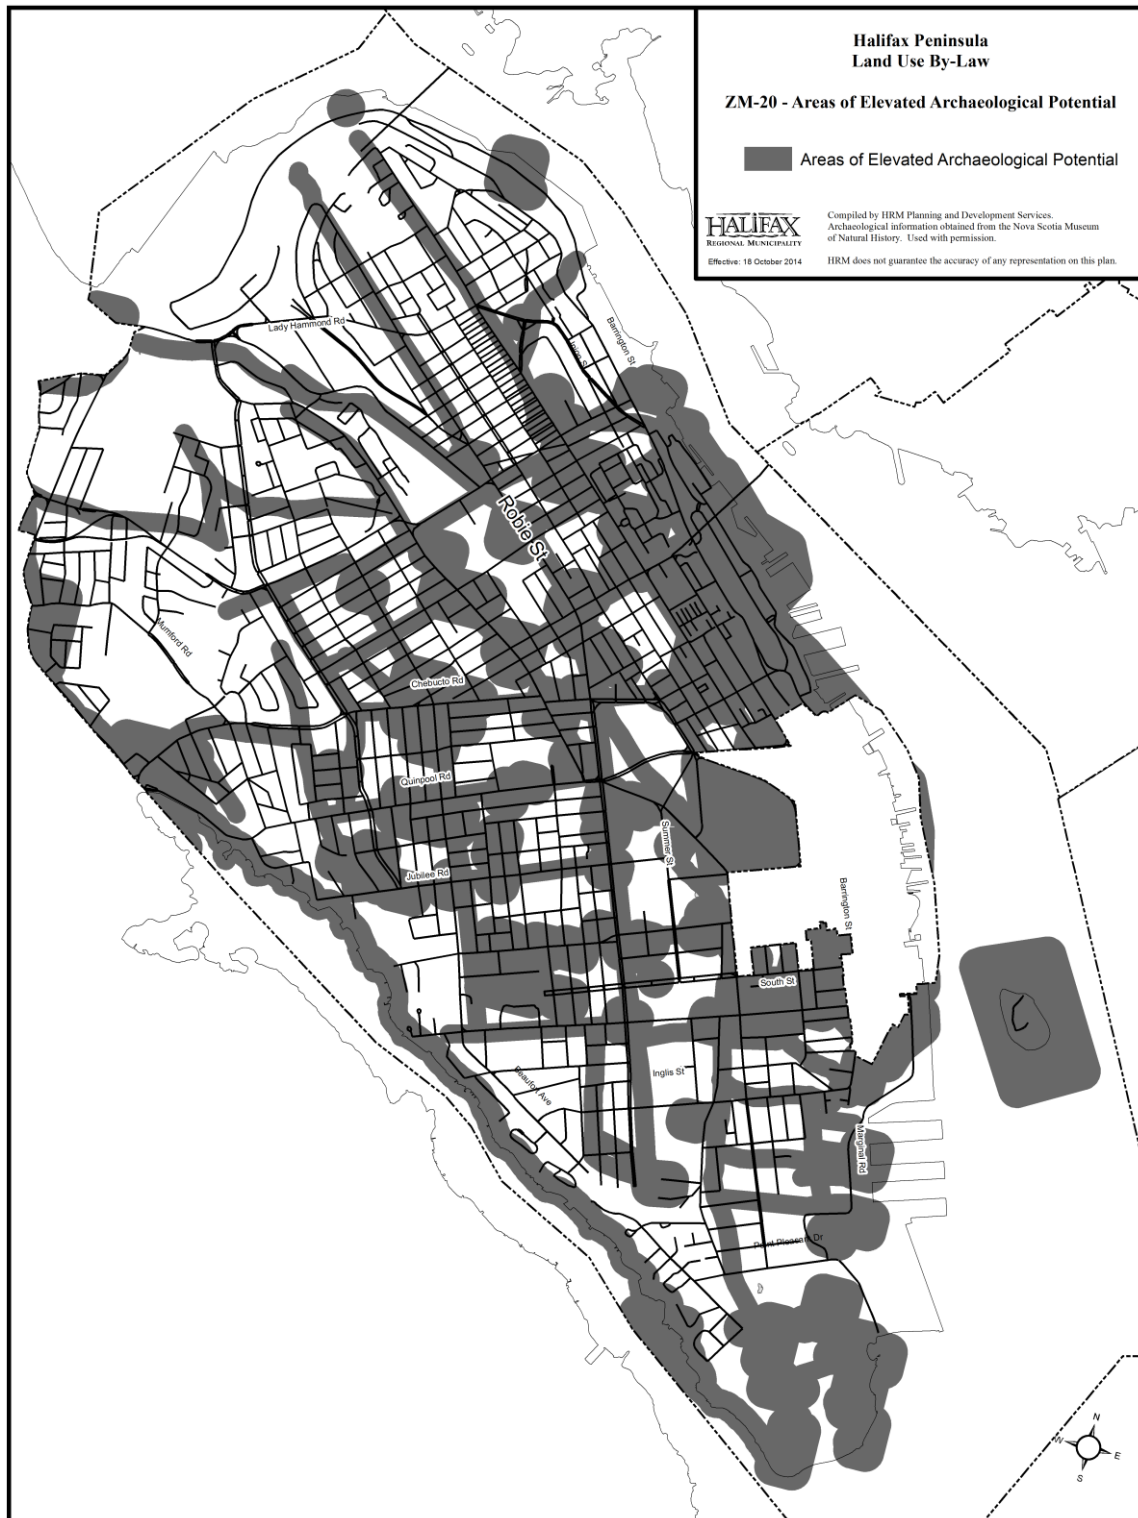 Halifax Peninsula
Land Use By-Law
ZM-20 - Areas of Elevated Archaeological Potential
Areas of Elevated Archaeological Potential
HALIFAX
REGIONAL MUNICIPALITY
Effective: 18 October 2014
Compiled by HRM Planning and Development Services.
Archaeological information obtained from the Nova Scotia Museum
of Natural History. Used with permission.
HRM does not guarantee the accuracy of any representation on this plan.
Lady Hammond Rd
Barrington St
Union St
Robie St
Mumford Rd
Chebucto Rd
Quinpool Rd
Summer St
Jubilee Rd
Barrington St
South St
Inglis St
Beaufort Ave
Marginal Rd
Point Pleasant Dr
N
W
E
S